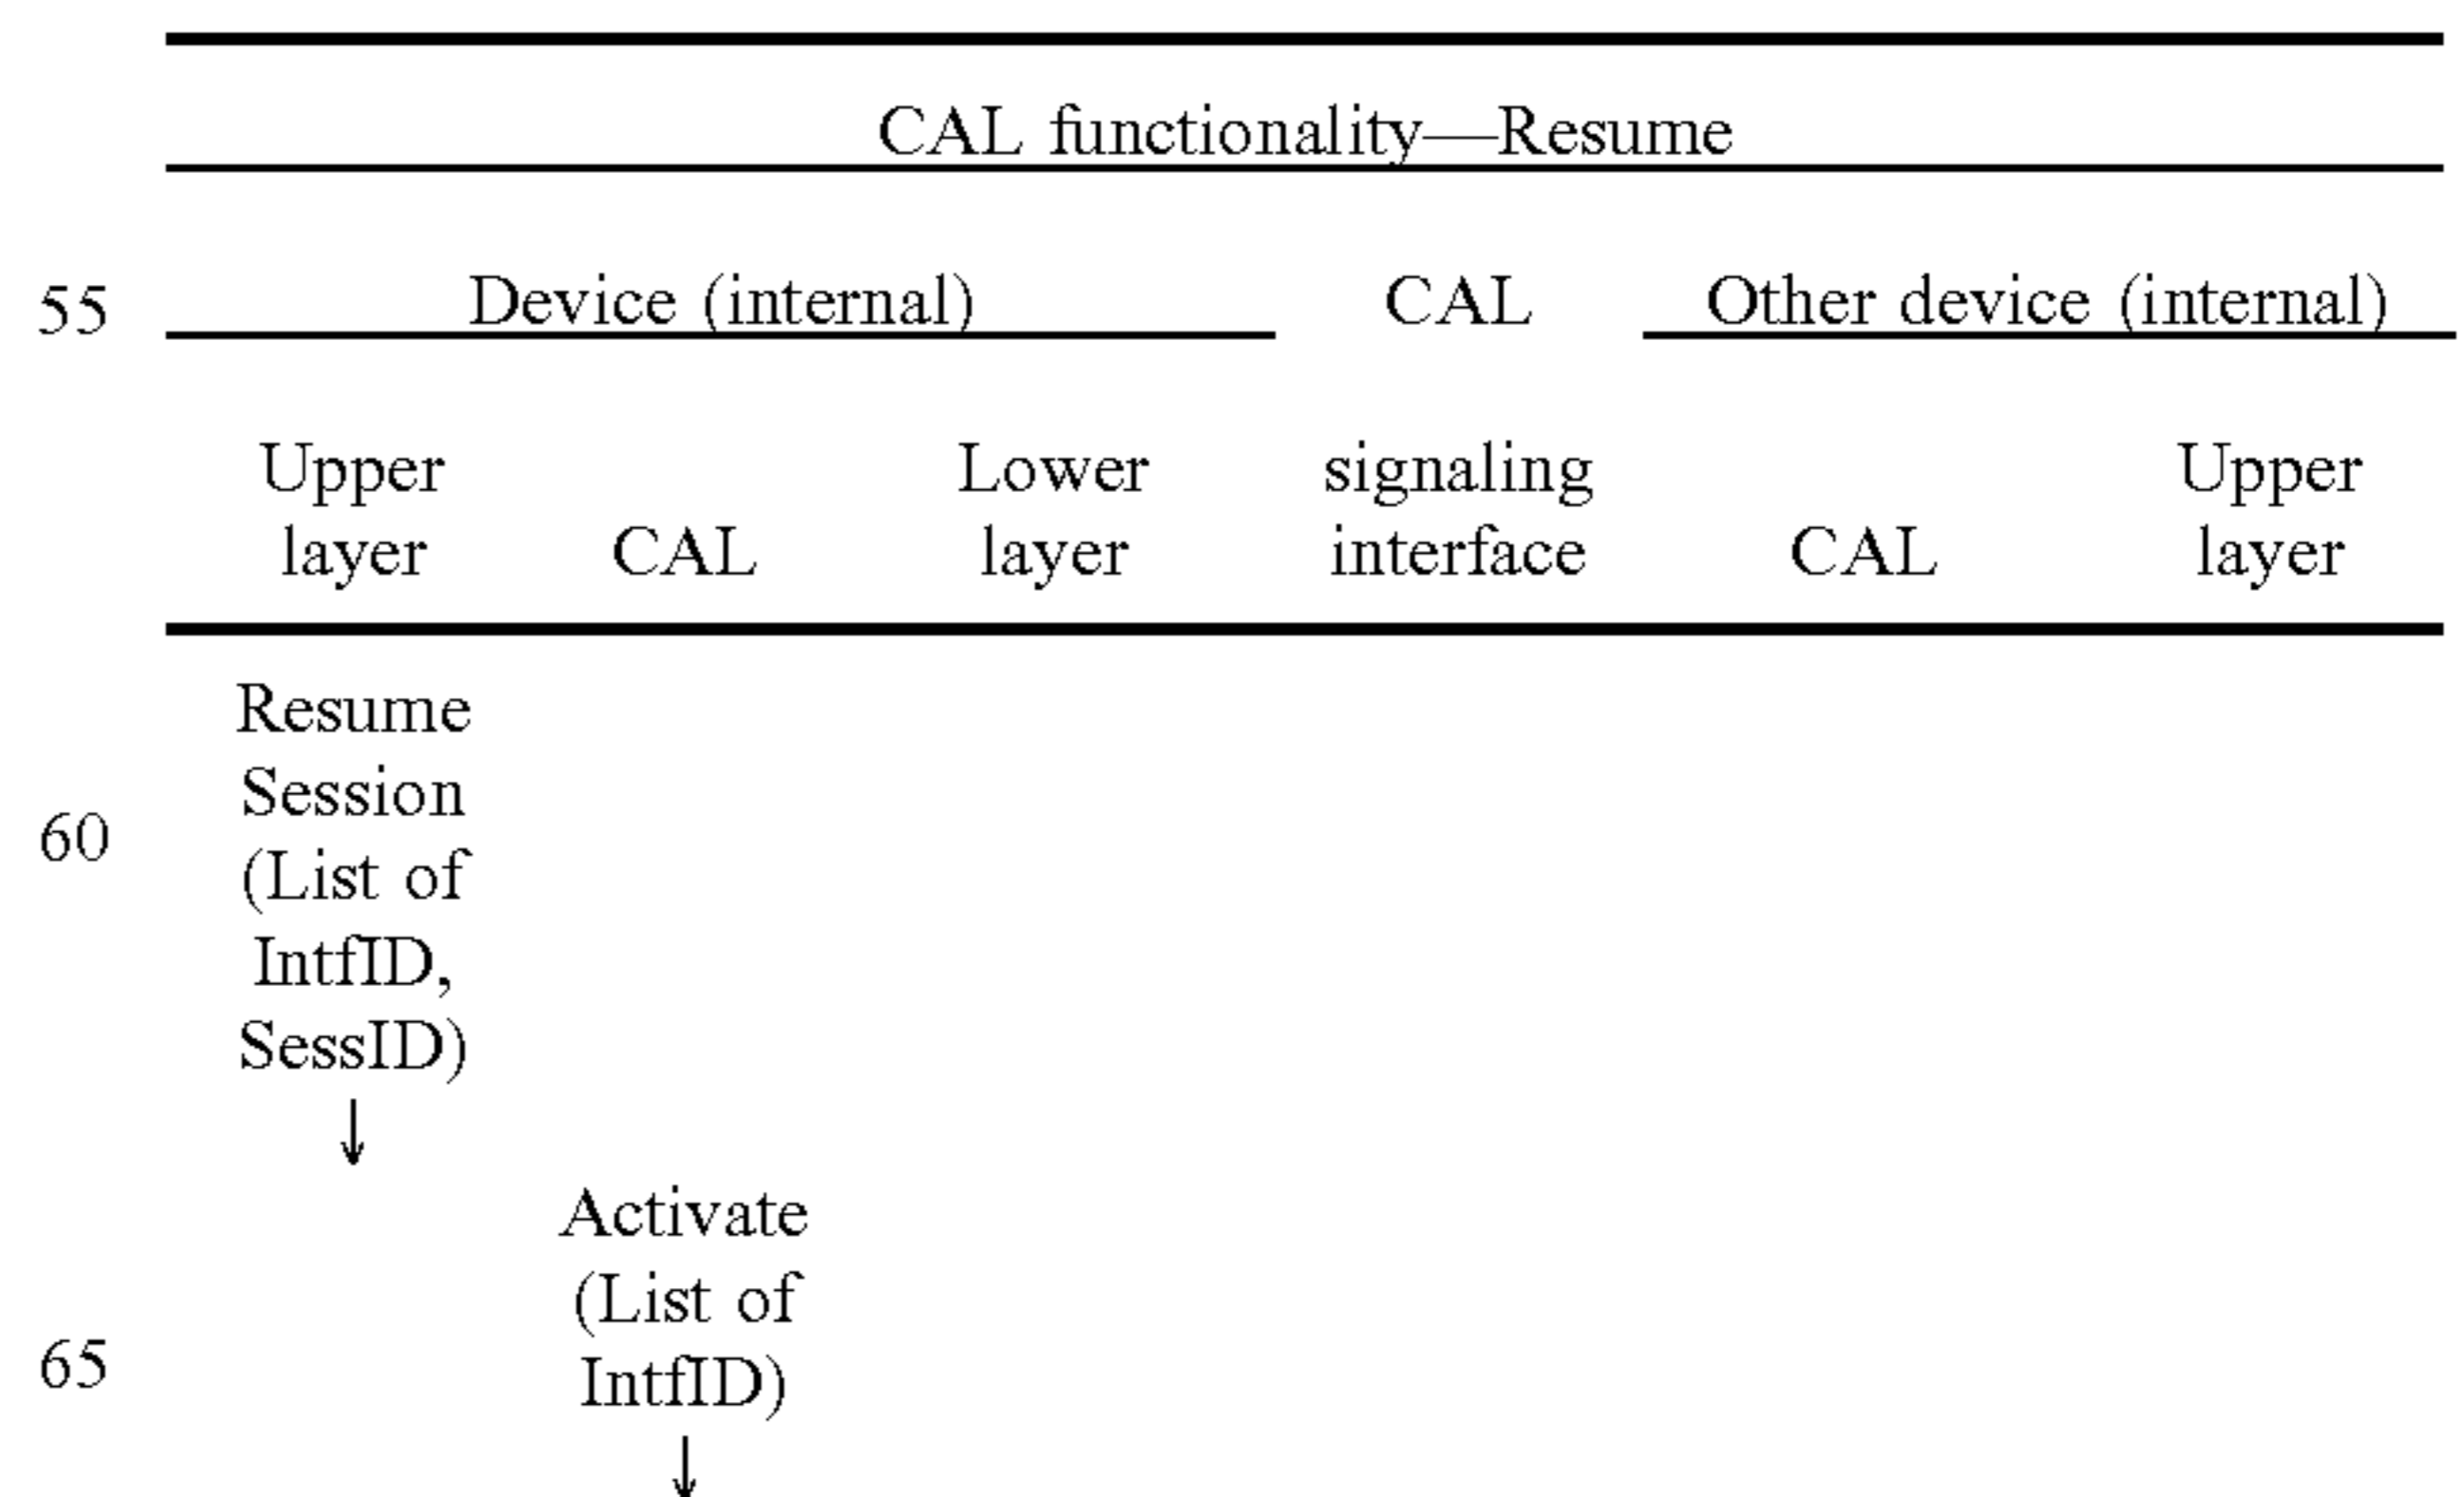 CAL functionality—Resume
55 Device (internal) CAL Other device (internal)
Upper Lower signaling Upper
layer CAL layer interface CAL layer
Resume
Session
60
(List of
IntfID,
SessID)
↓
Activate
(List of
65 IntfID)
↓